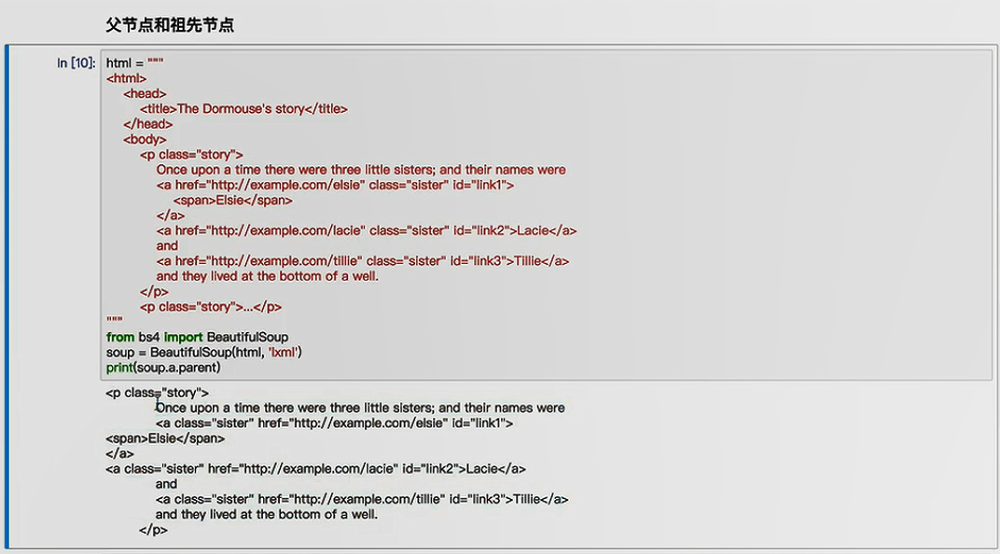 父节点和祖先节点
In [10]: html = """
<html>
<head>
<title>The Dormouse's story</title>
</head>
<body>
<p class="story">
Once upon a time there were three little sisters; and their names were
<a href="http://example.com/elsie" class="sister" id="link1">
<span>Elsie</span>
</a>
<a href="http://example.com/lacie" class="sister" id="link2">Lacie</a>
and
<a href="http://example.com/tillie" class="sister" id="link3">Tillie</a>
and they lived at the bottom of a well.
</p>
<p class="story">...</p>
"""
from bs4 import BeautifulSoup
soup = BeautifulSoup(html, 'lxml')
print(soup.a.parent)
<p class="story">
Once upon a time there were three little sisters; and their names were
<a class="sister" href="http://example.com/elsie" id="link1">
<span>Elsie</span>
</a>
<a class="sister" href="http://example.com/lacie" id="link2">Lacie</a>
and
<a class="sister" href="http://example.com/tillie" id="link3">Tillie</a>
and they lived at the bottom of a well.
</p>